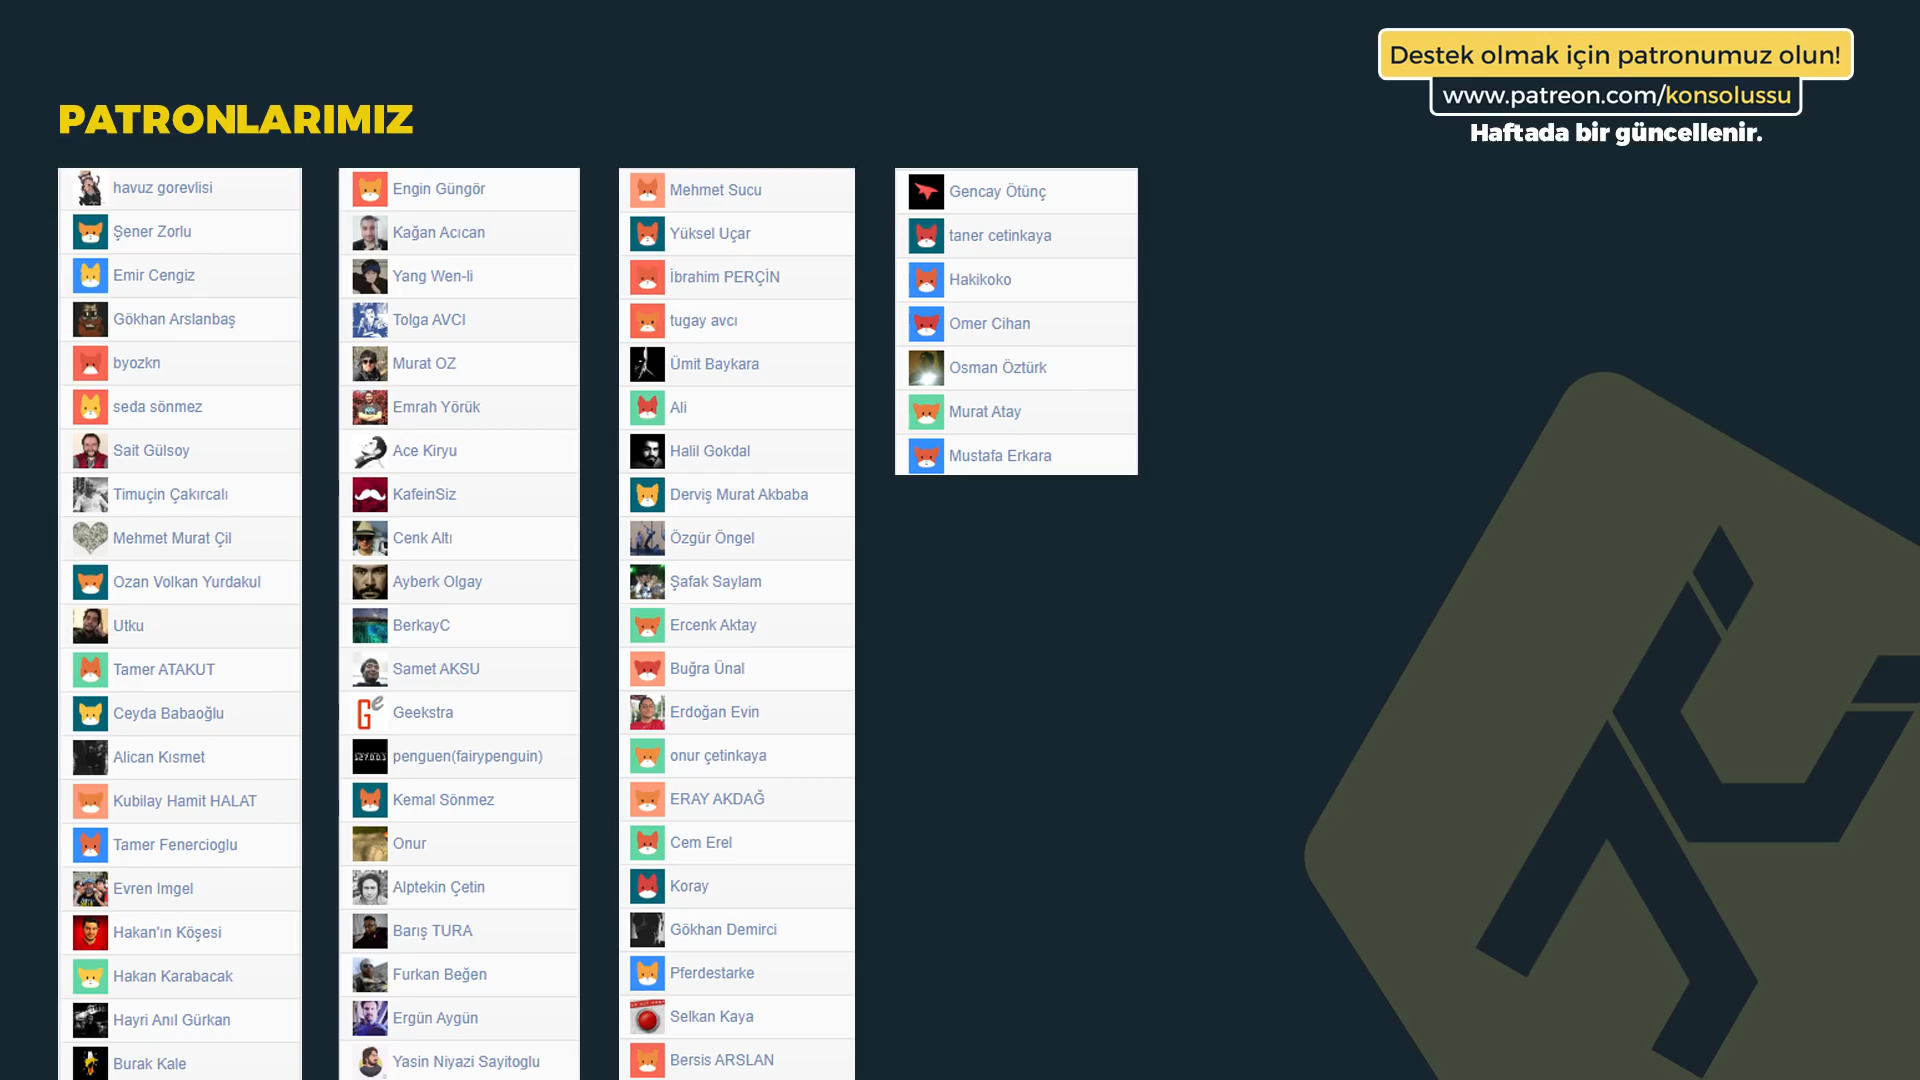 Destek olmak için patronumuz olun!
www.patreon.com/konsolussu
Haftada bir güncellenir.
PATRONLARIMIZ
havuz gorevlisi
Şener Zorlu
Emir Cengiz
Gökhan Arslanbaş
byozkn
seda sönmez
Sait Gülsoy
Timuçin Çakırcalı
Mehmet Murat Çil
Ozan Volkan Yurdakul
Utku
Tamer ATAKUT
Ceyda Babaoğlu
Alican Kısmet
Kubilay Hamit HALAT
Tamer Fenercioglu
Evren Imgel
Hakan'ın Köşesi
Hakan Karabacak
Hayri Anıl Gürkan
Burak Kale
Engin Güngör
Kağan Acıcan
Yang Wen-li
Tolga AVCI
Murat OZ
Emrah Yörük
Ace Kiryu
KafeinSiz
Cenk Altı
Ayberk Olgay
BerkayC
Samet AKSU
Geekstra
penguen(fairypenguin)
Kemal Sönmez
Onur
Alptekin Çetin
Barış TURA
Furkan Beğen
Ergün Aygün
Yasin Niyazi Sayitoglu
Mehmet Sucu
Yüksel Uçar
İbrahim PERÇİN
tugay avcı
Ümit Baykara
Ali
Halil Gokdal
Derviş Murat Akbaba
Özgür Öngel
Şafak Saylam
Ercenk Aktay
Buğra Ünal
Erdoğan Evin
onur çetinkaya
ERAY AKDAĞ
Cem Erel
Koray
Gökhan Demirci
Pferdestarke
Selkan Kaya
Bersis ARSLAN
Gencay Ötünç
taner cetinkaya
Hakikoko
Omer Cihan
Osman Öztürk
Murat Atay
Mustafa Erkara